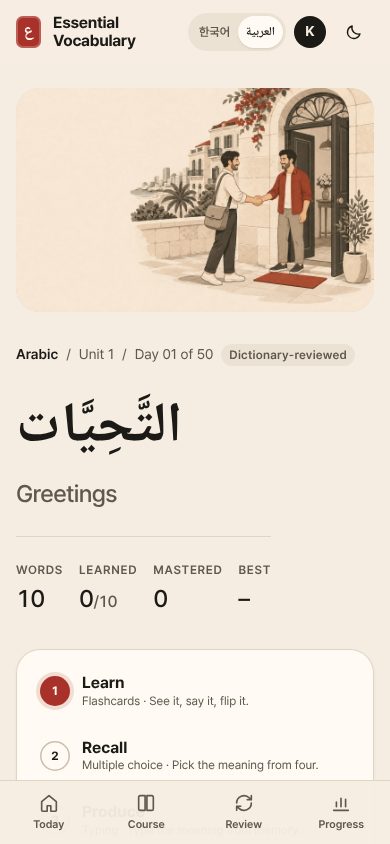 ع
Essential
Vocabulary
한국어 العربية K
Arabic / Unit 1 / Day 01 of 50 Dictionary-reviewed
التَّحِيَّات
Greetings
WORDS LEARNED MASTERED BEST
10 0/10 0 –
1 Learn
Flashcards · See it, say it, flip it.
2 Recall
Multiple choice · Pick the meaning from four.
Produce
Today Course Review Progress